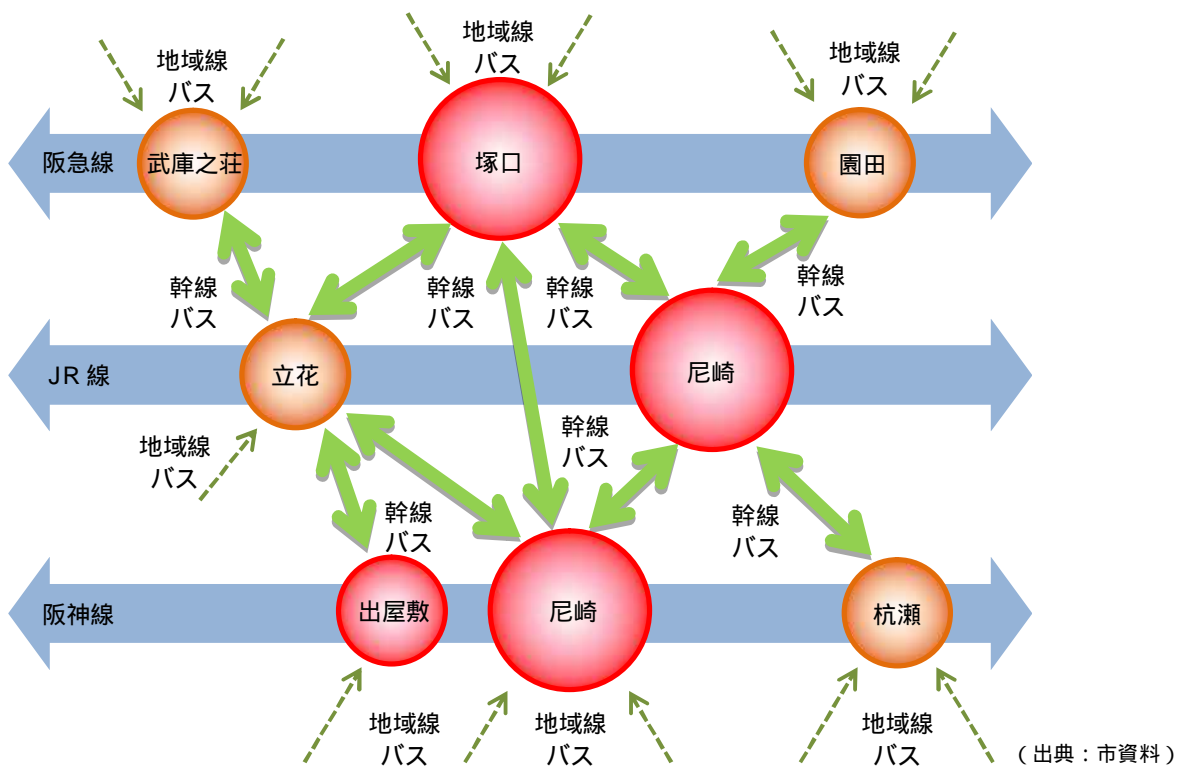 地域線
バス
地域線
バス
地域線
バス
阪急線
武庫之荘
塚口
園田
幹線
バス
幹線
バス
幹線
バス
幹線
バス
JR 線
立花
尼崎
地域線
バス
幹線
バス
幹線
バス
幹線
バス
阪神線
出屋敷
尼崎
杭瀬
地域線
バス
地域線
バス
地域線
バス
（出典：市資料）